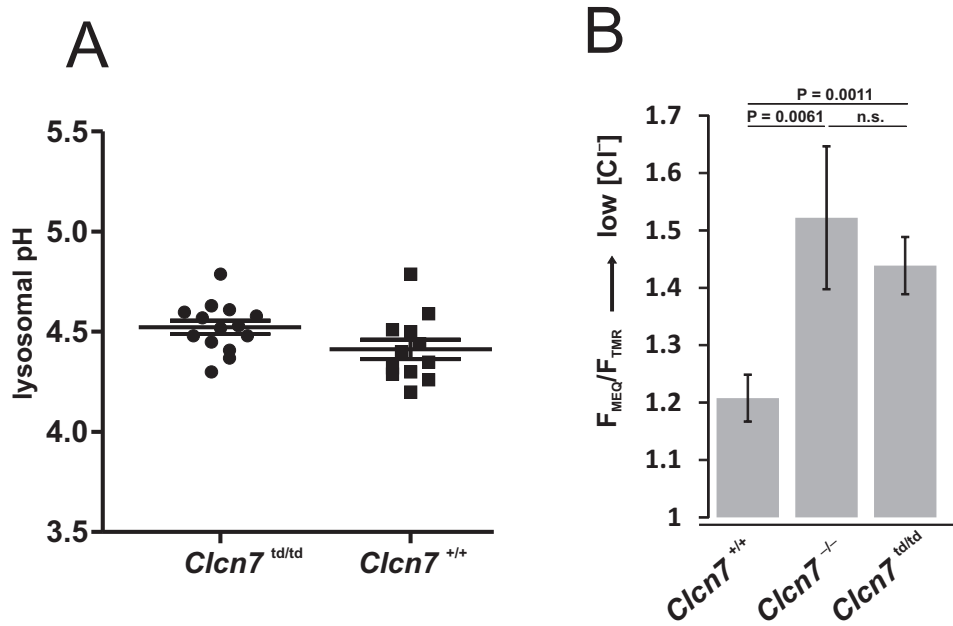 A
5.5
5.0
4.5
4.0
3.5
lysosomal pH
Clcn7 td/td
Clcn7 +/+
B
P = 0.0011
P = 0.0061
n.s.
1.7
1.6
1.5
1.4
1.3
1.2
1.1
1
FMEQ/FTMR → low [Cl⁻]
Clcn7 +/+
Clcn7 −/−
Clcn7 td/td